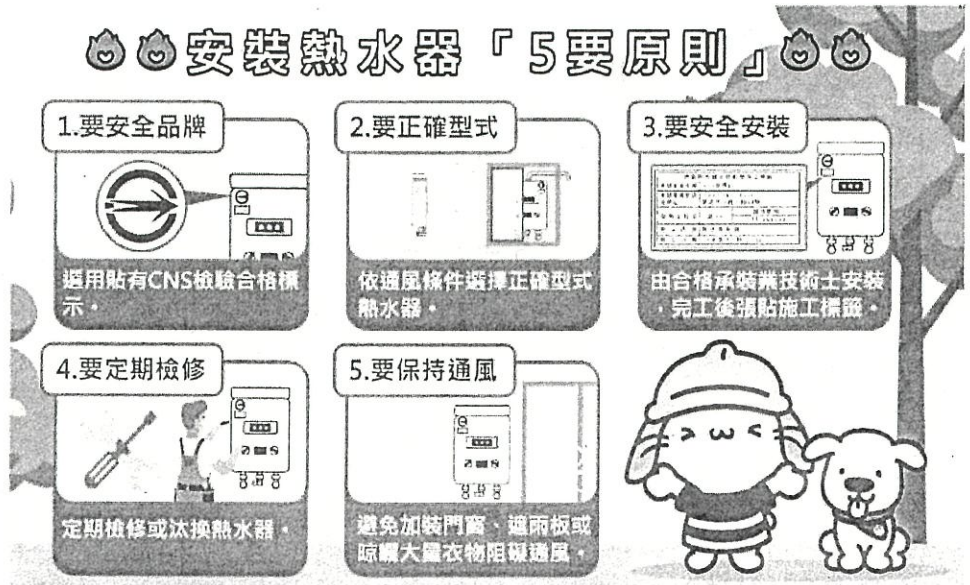 安裝熱水器「5要原則」
1.要安全品牌
選用貼有CNS檢驗合格標
示。
2.要正確型式
依通風條件選擇正確型式
熱水器。
3.要安全安裝
由合格承裝業技術士安裝
，完工後張貼施工標籤。
4.要定期檢修
定期檢修或汰換熱水器。
5.要保持通風
避免加裝門窗、遮雨板或
晾曬大量衣物阻礙通風。